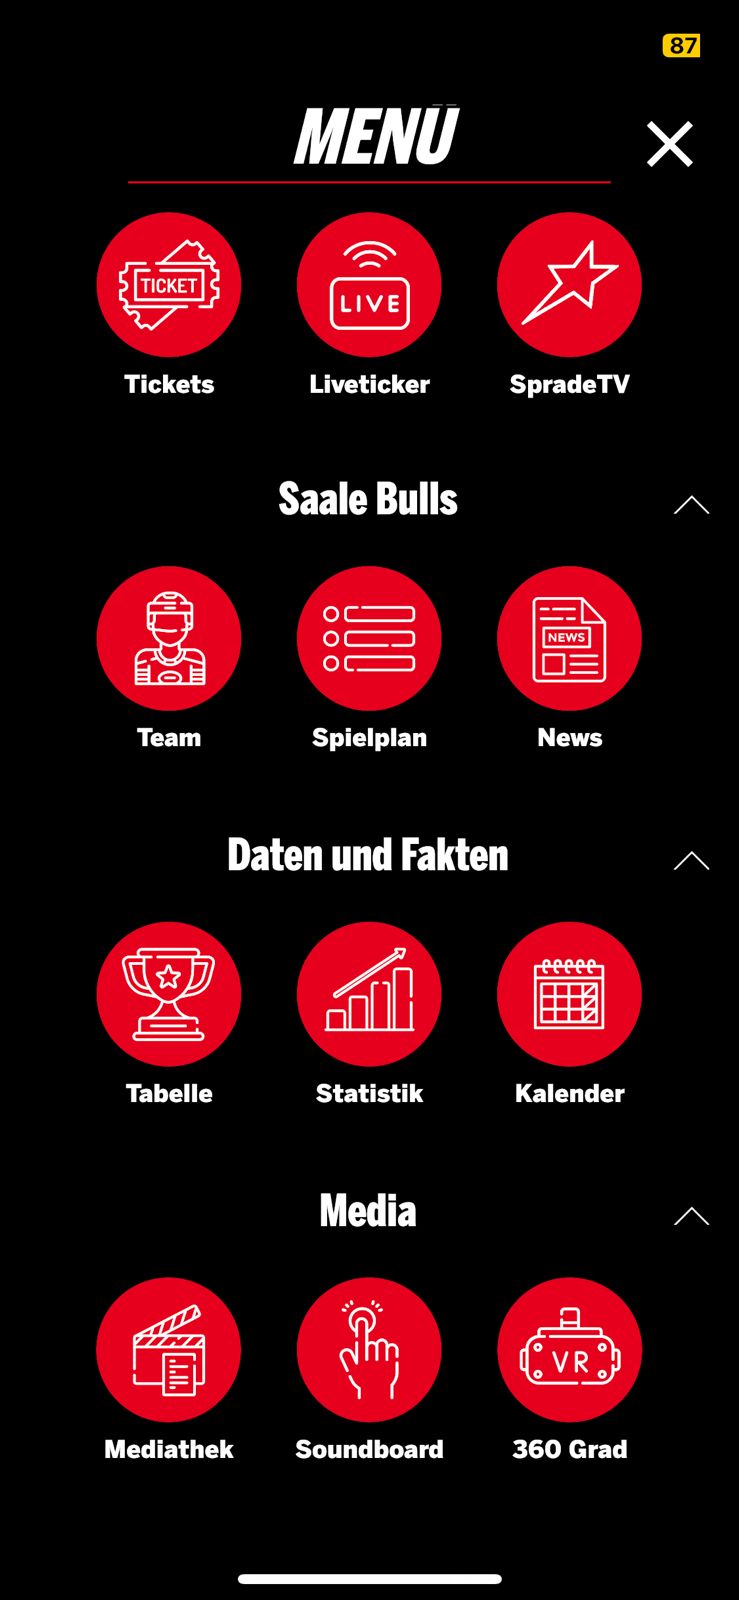 87
MENÜ
TICKET
LIVE
Tickets Liveticker SpradeTV
Saale Bulls
NEWS
Team Spielplan News
Daten und Fakten
Tabelle Statistik Kalender
Media
VR
Mediathek Soundboard 360 Grad